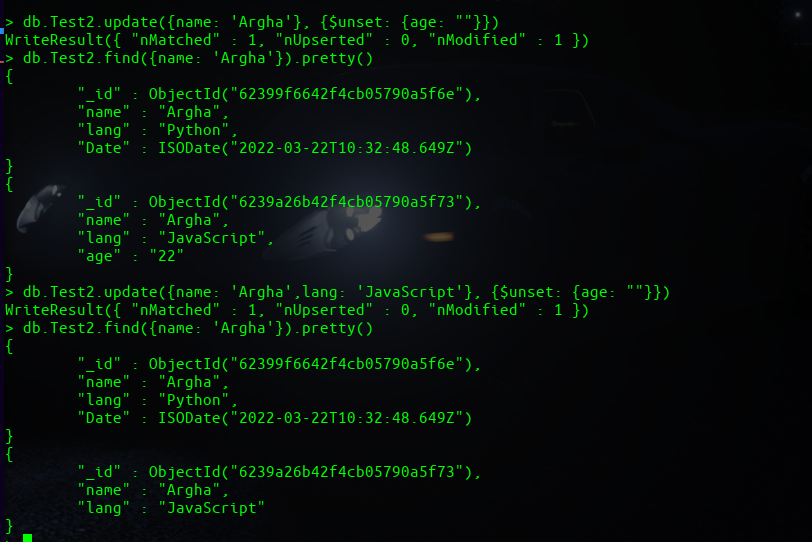 > db.Test2.update({name: 'Argha'}, {$unset: {age: ""}})
WriteResult({ "nMatched" : 1, "nUpserted" : 0, "nModified" : 1 })
> db.Test2.find({name: 'Argha'}).pretty()
{
        "_id" : ObjectId("62399f6642f4cb05790a5f6e"),
        "name" : "Argha",
        "lang" : "Python",
        "Date" : ISODate("2022-03-22T10:32:48.649Z")
}
{
        "_id" : ObjectId("6239a26b42f4cb05790a5f73"),
        "name" : "Argha",
        "lang" : "JavaScript",
        "age" : "22"
}
> db.Test2.update({name: 'Argha',lang: 'JavaScript'}, {$unset: {age: ""}})
WriteResult({ "nMatched" : 1, "nUpserted" : 0, "nModified" : 1 })
> db.Test2.find({name: 'Argha'}).pretty()
{
        "_id" : ObjectId("62399f6642f4cb05790a5f6e"),
        "name" : "Argha",
        "lang" : "Python",
        "Date" : ISODate("2022-03-22T10:32:48.649Z")
}
{
        "_id" : ObjectId("6239a26b42f4cb05790a5f73"),
        "name" : "Argha",
        "lang" : "JavaScript"
}